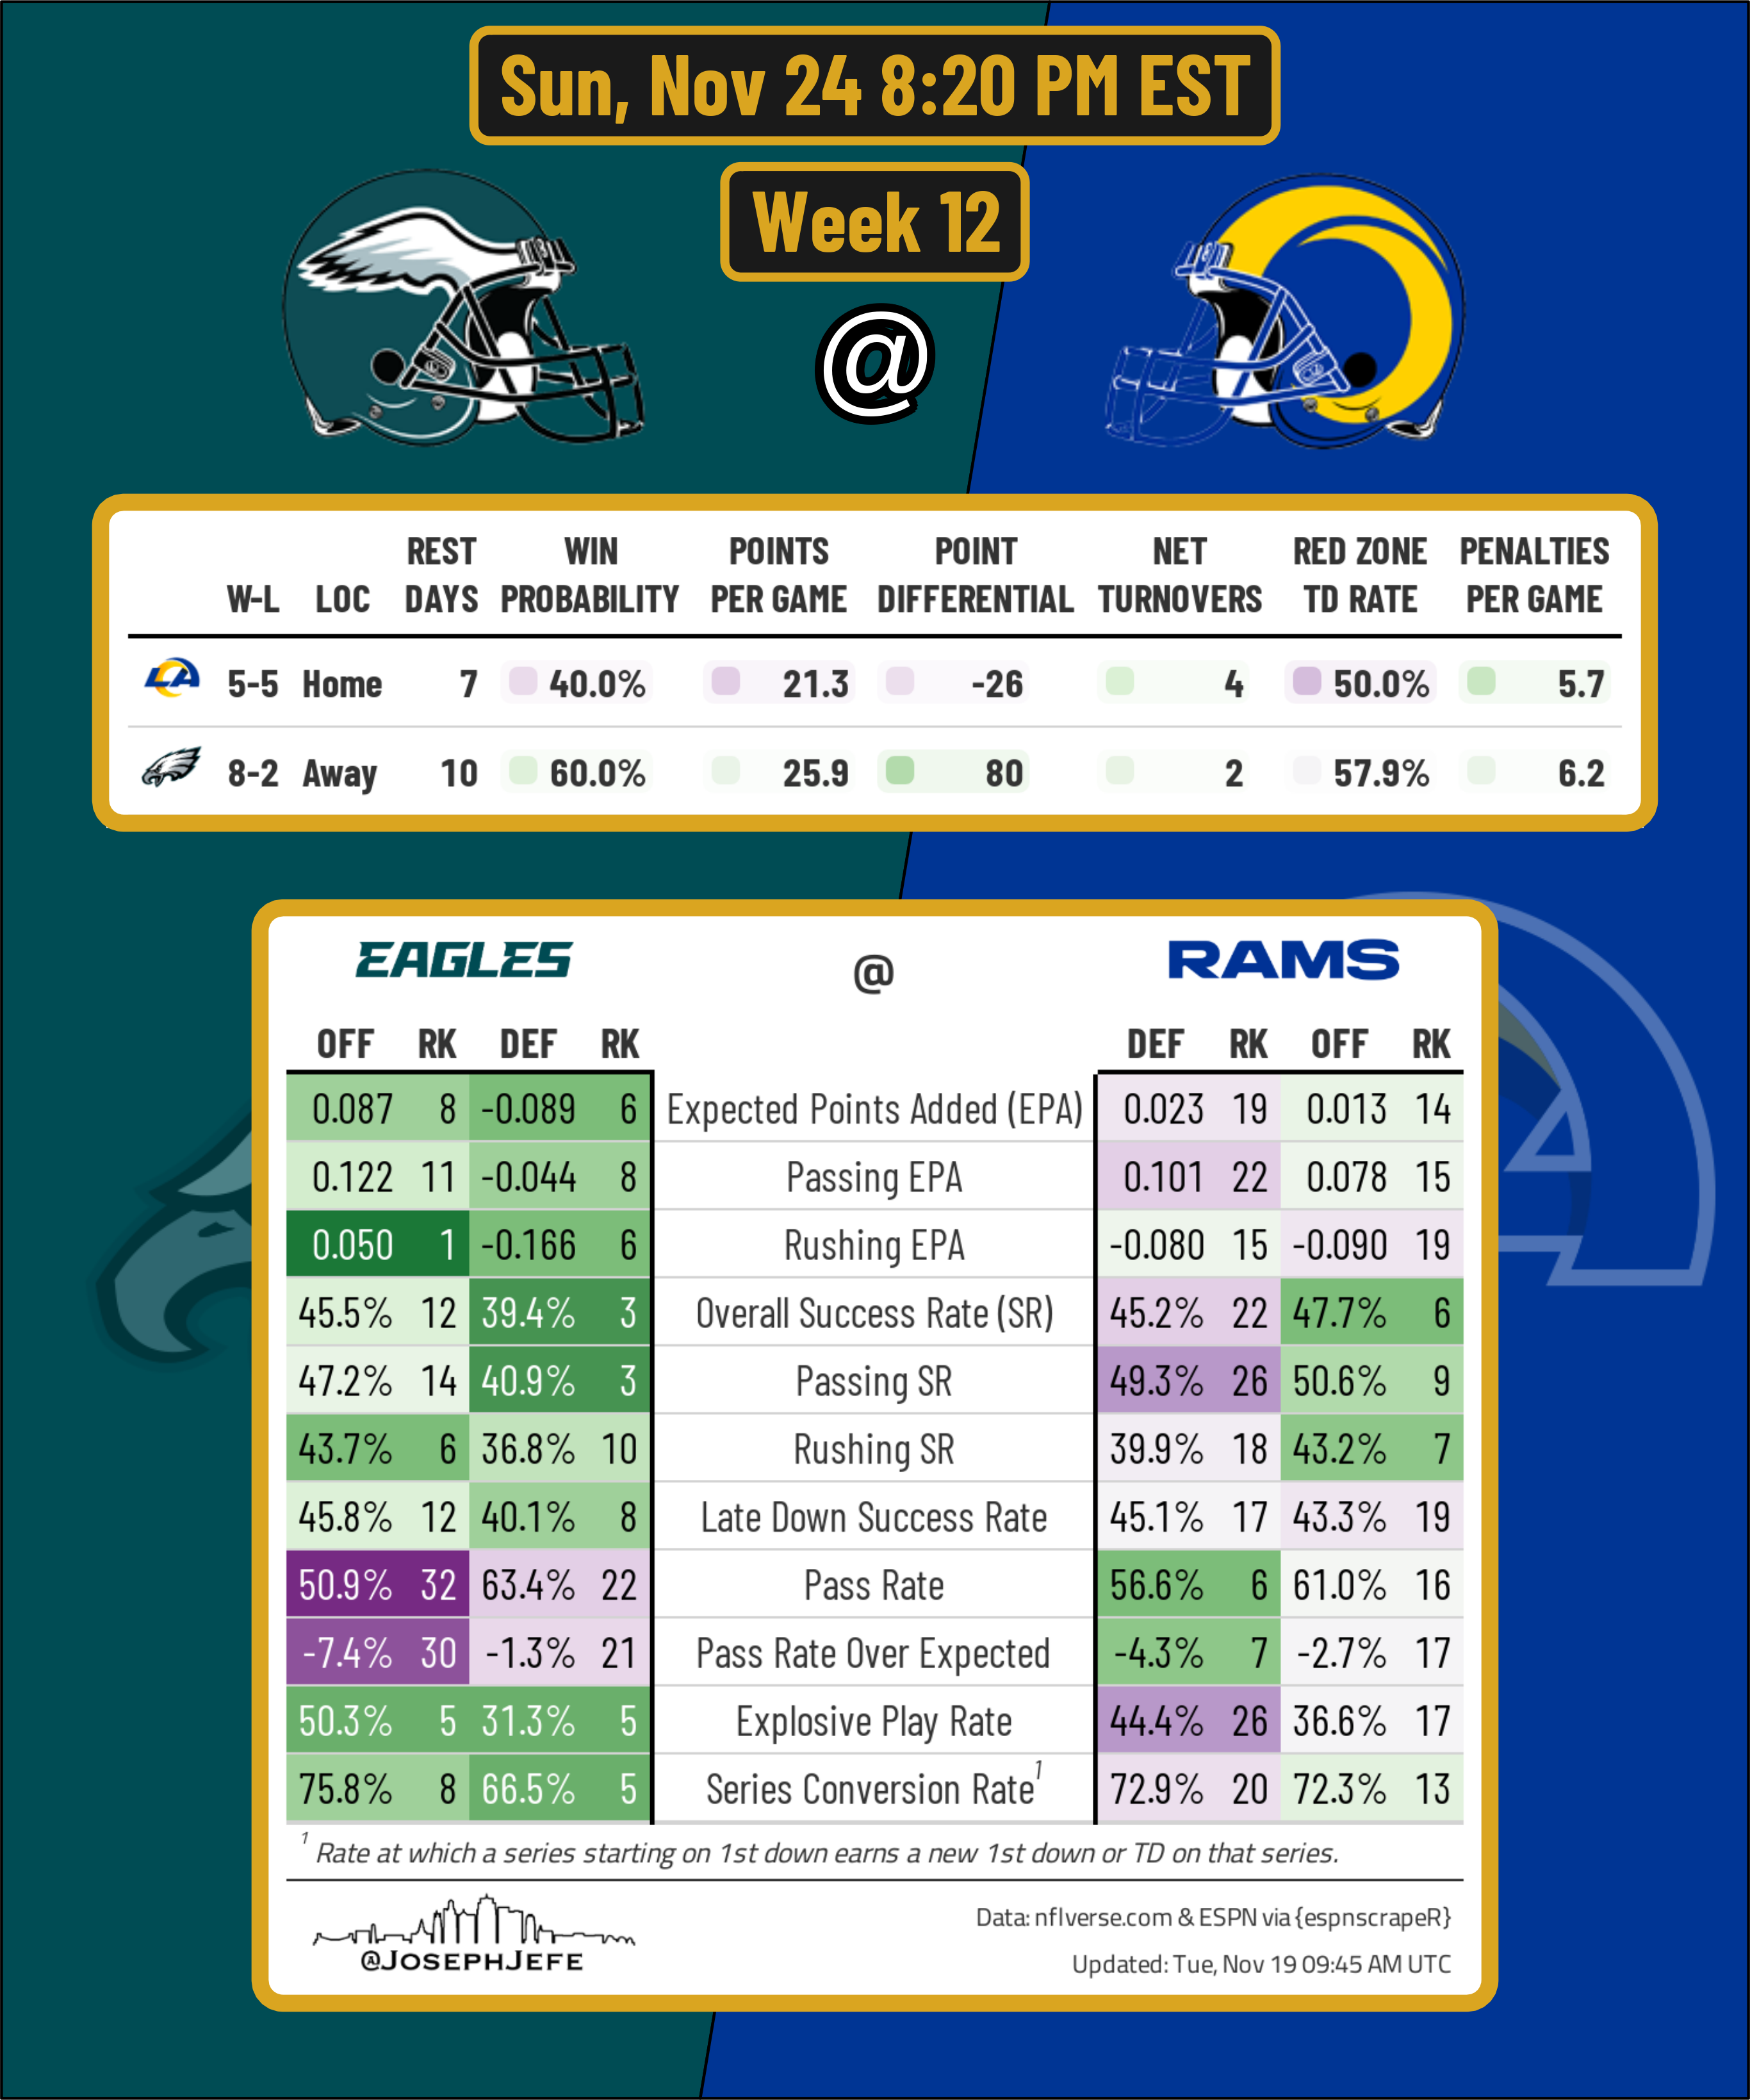 Sun, Nov 24 8:20 PM EST
Week 12
@
REST WIN POINTS POINT NET RED ZONE PENALTIES
W-L LOC DAYS PROBABILITY PER GAME DIFFERENTIAL TURNOVERS TD RATE PER GAME
LA 5-5 Home 7 40.0% 21.3 -26 4 50.0% 5.7
8-2 Away 10 60.0% 25.9 80 2 57.9% 6.2
EAGLES @ RAMS
OFF RK DEF RK DEF RK OFF RK
0.087 8 -0.089 6 Expected Points Added (EPA) 0.023 19 0.013 14
0.122 11 -0.044 8 Passing EPA 0.101 22 0.078 15
0.050 1 -0.166 6 Rushing EPA -0.080 15 -0.090 19
45.5% 12 39.4% 3 Overall Success Rate (SR) 45.2% 22 47.7% 6
47.2% 14 40.9% 3 Passing SR 49.3% 26 50.6% 9
43.7% 6 36.8% 10 Rushing SR 39.9% 18 43.2% 7
45.8% 12 40.1% 8 Late Down Success Rate 45.1% 17 43.3% 19
50.9% 32 63.4% 22 Pass Rate 56.6% 6 61.0% 16
-7.4% 30 -1.3% 21 Pass Rate Over Expected -4.3% 7 -2.7% 17
50.3% 5 31.3% 5 Explosive Play Rate 44.4% 26 36.6% 17
75.8% 8 66.5% 5 Series Conversion Rate¹ 72.9% 20 72.3% 13
¹ Rate at which a series starting on 1st down earns a new 1st down or TD on that series.
@JOSEPHJEFE
Data: nflverse.com & ESPN via {espnscrapeR}
Updated: Tue, Nov 19 09:45 AM UTC